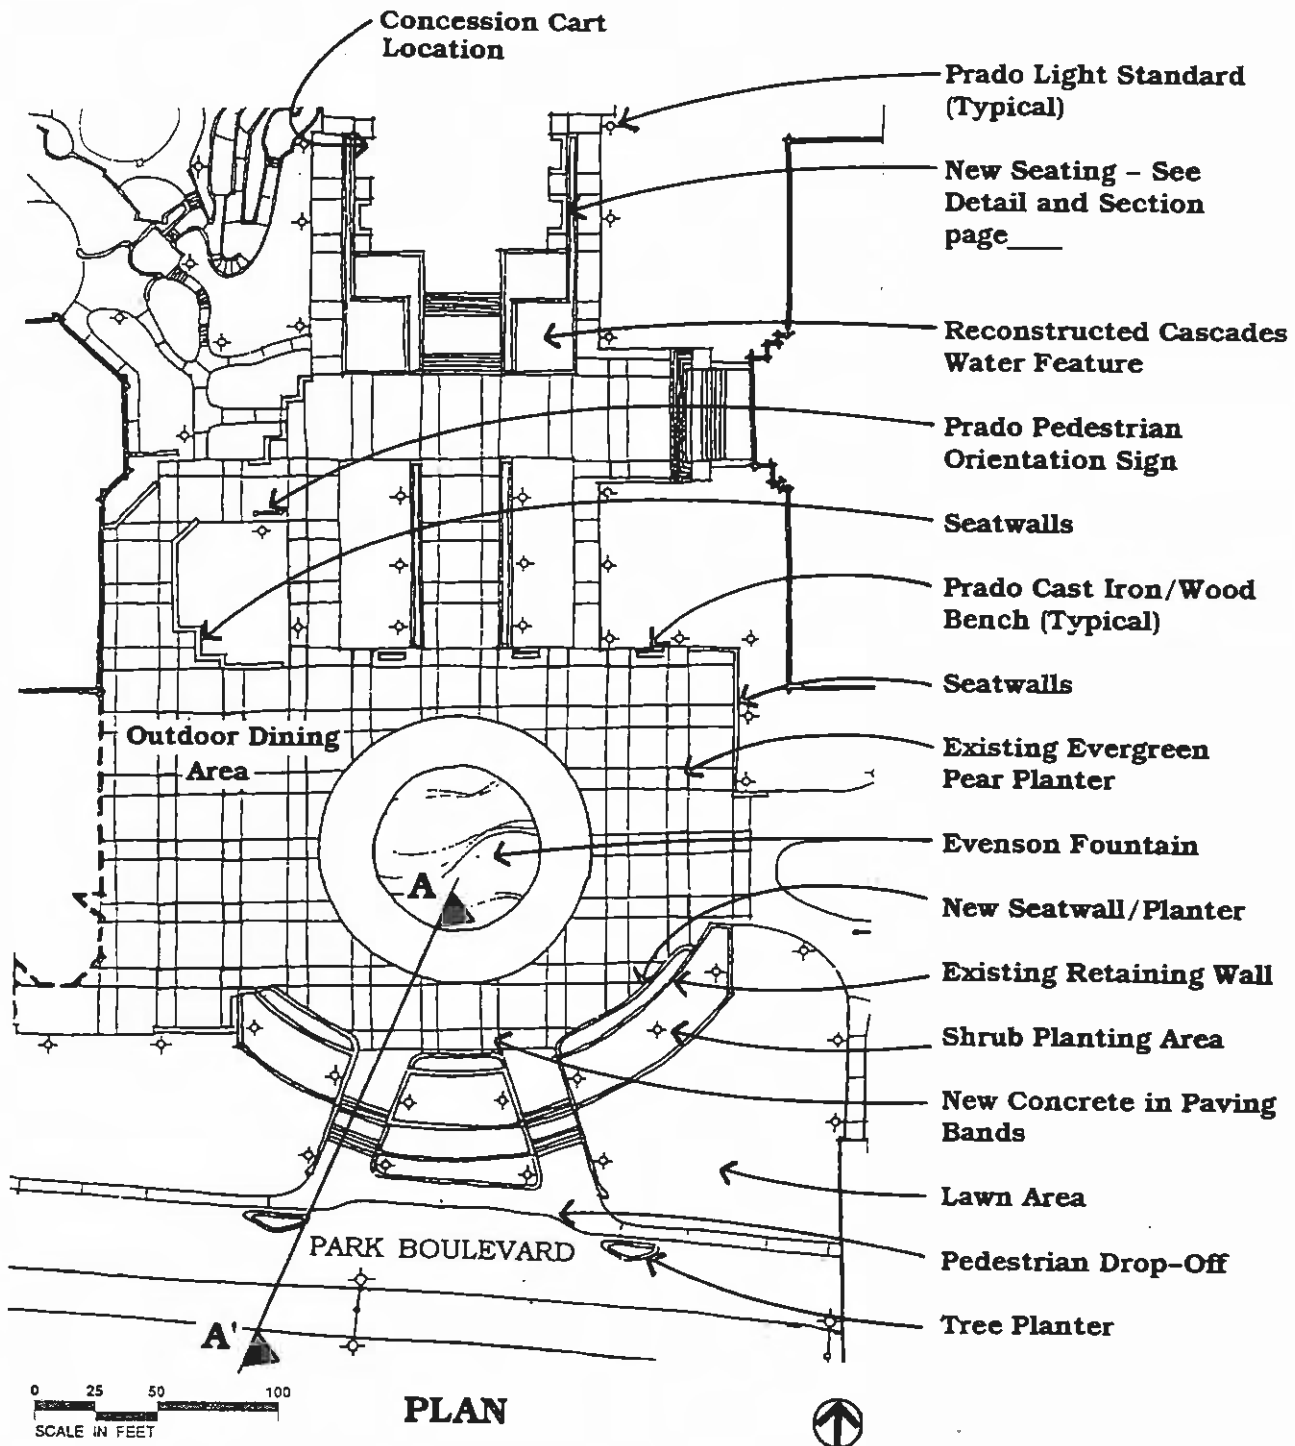 Concession Cart
Location
Prado Light Standard
(Typical)
New Seating – See
Detail and Section
page____
Reconstructed Cascades
Water Feature
Prado Pedestrian
Orientation Sign
Seatwalls
Prado Cast Iron/Wood
Bench (Typical)
Seatwalls
Outdoor Dining
Area
Existing Evergreen
Pear Planter
Evenson Fountain
A
New Seatwall/Planter
Existing Retaining Wall
Shrub Planting Area
New Concrete in Paving
Bands
Lawn Area
PARK BOULEVARD
Pedestrian Drop-Off
Tree Planter
A'
0 25 50 100
SCALE IN FEET
PLAN